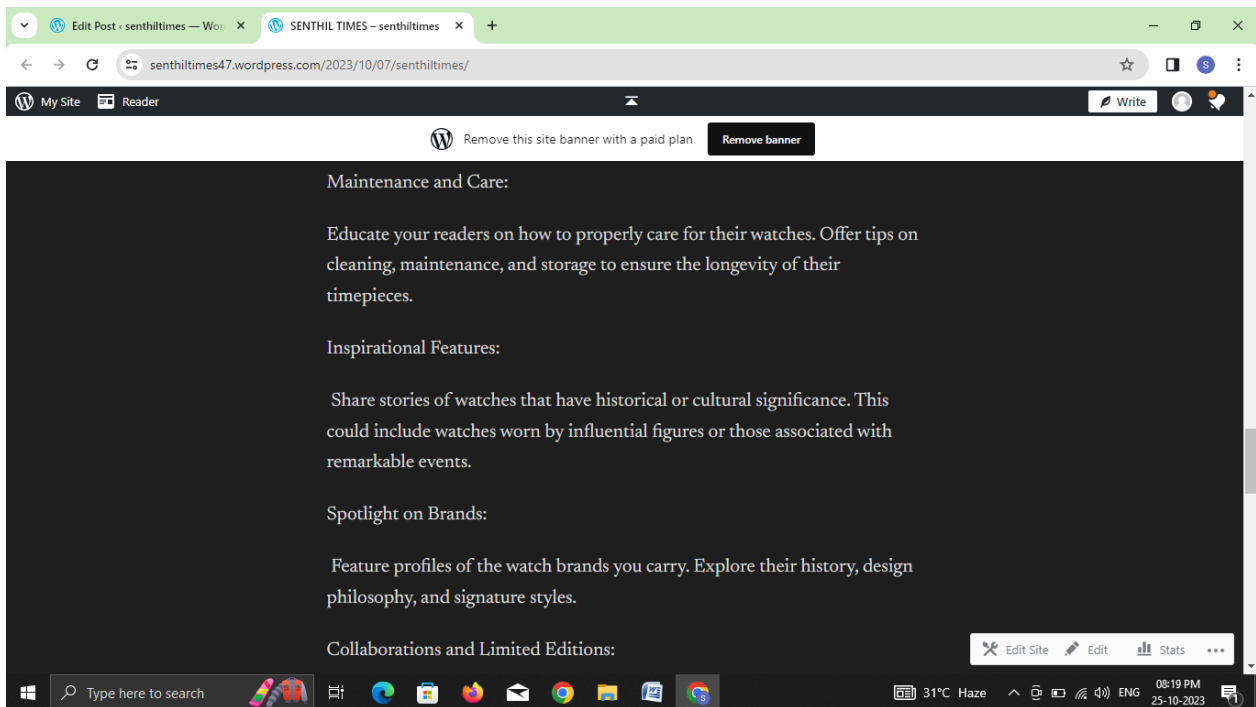 Edit Post ‹ senthiltimes — Wor
SENTHIL TIMES – senthiltimes
senthiltimes47.wordpress.com/2023/10/07/senthiltimes/
S
My Site
Reader
Write
Remove this site banner with a paid plan
Remove banner
Maintenance and Care:
Educate your readers on how to properly care for their watches. Offer tips on
cleaning, maintenance, and storage to ensure the longevity of their
timepieces.
Inspirational Features:
Share stories of watches that have historical or cultural significance. This
could include watches worn by influential figures or those associated with
remarkable events.
Spotlight on Brands:
Feature profiles of the watch brands you carry. Explore their history, design
philosophy, and signature styles.
Collaborations and Limited Editions:
Edit Site
Edit
Stats
Type here to search
31°C Haze
ENG
08:19 PM
25-10-2023
1